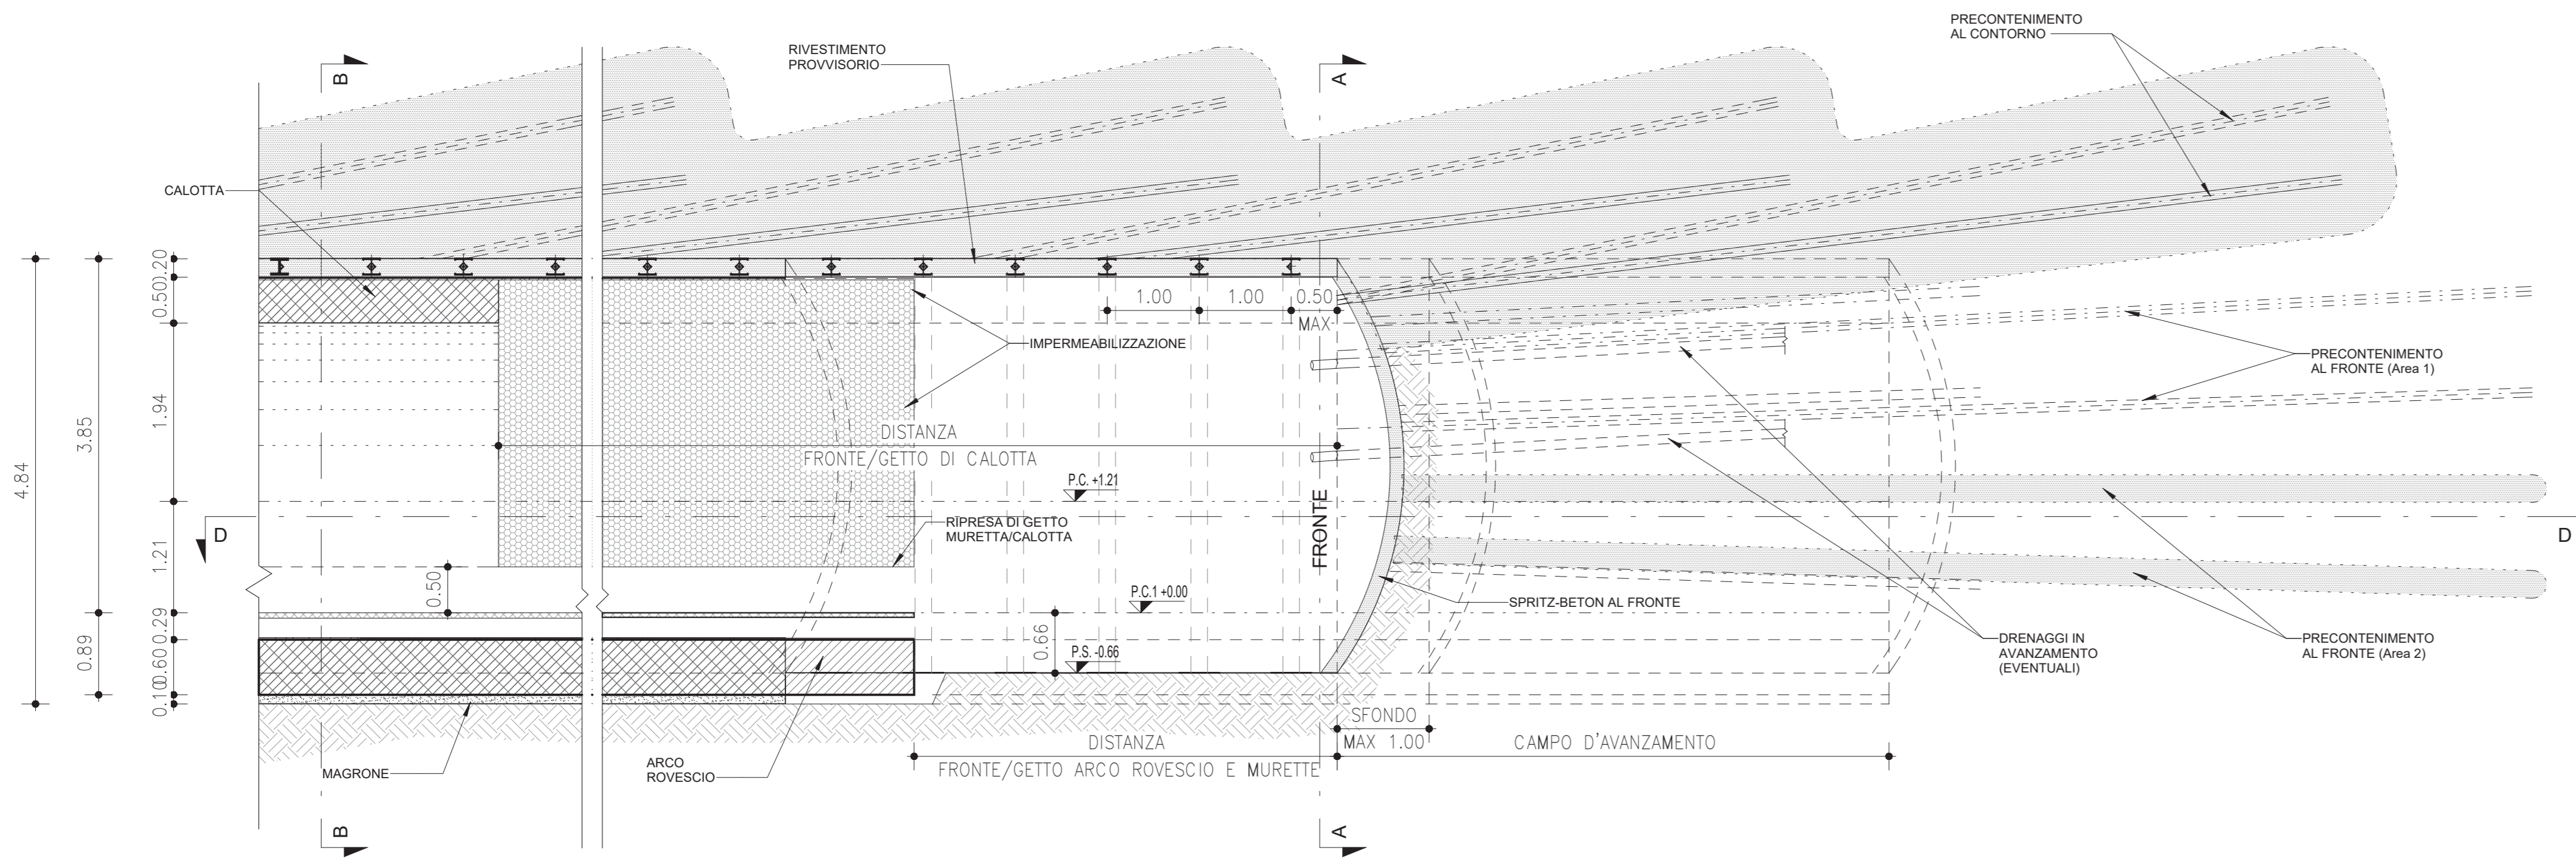 PRECONTENIMENTO
AL CONTORNO
RIVESTIMENTO
PROVVISORIO
B
A
CALOTTA
0.20
0.50
1.94
1.21
0.29
0.60
0.10
3.85
0.89
4.84
1.00
1.00
0.50
MAX
IMPERMEABILIZZAZIONE
PRECONTENIMENTO
AL FRONTE (Area 1)
DISTANZA
FRONTE/GETTO DI CALOTTA
P.C. +1.21
FRONTE
RIPRESA DI GETTO
MURETTA/CALOTTA
D
D
0.50
P.C.1 +0.00
SPRITZ-BETON AL FRONTE
0.66
P.S. -0.66
DRENAGGI IN
AVANZAMENTO
(EVENTUALI)
PRECONTENIMENTO
AL FRONTE (Area 2)
SFONDO
MAX 1.00
DISTANZA
FRONTE/GETTO ARCO ROVESCIO E MURETTE
CAMPO D'AVANZAMENTO
MAGRONE
ARCO
ROVESCIO
B
A